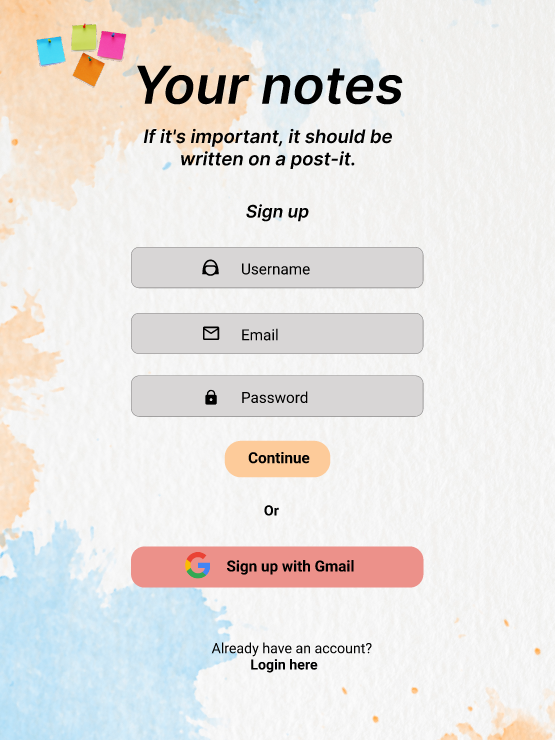 Your notes
If it's important, it should be
written on a post-it.
Sign up
Username
Email
Password
Continue
Or
Sign up with Gmail
Already have an account?
Login here